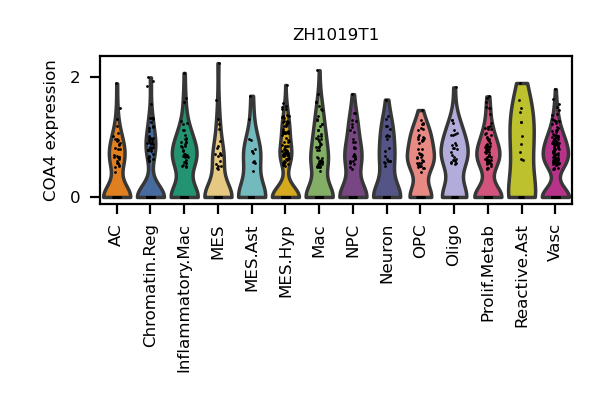 ZH1019T1
COA4 expression
2
0
AC
Chromatin.Reg
Inflammatory.Mac
MES
MES.Ast
MES.Hyp
Mac
NPC
Neuron
OPC
Oligo
Prolif.Metab
Reactive.Ast
Vasc